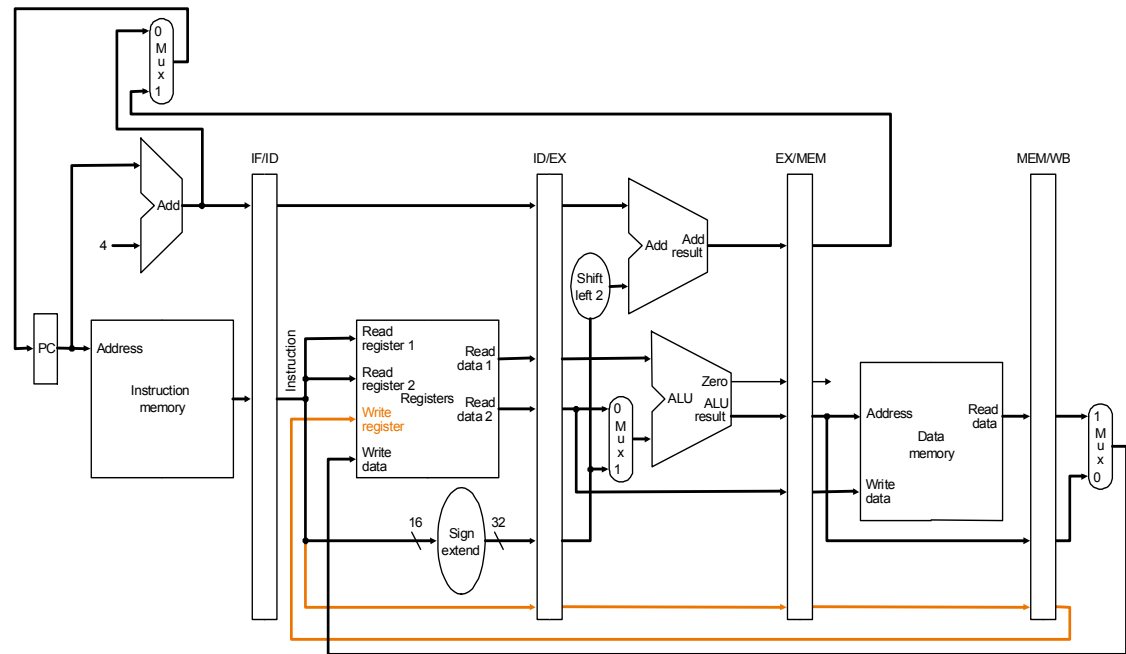 0
M
u
x
1
IF/ID
ID/EX
EX/MEM
MEM/WB
Add
4
Add
Add
result
Shift
left 2
PC
Address
Instruction
memory
Instruction
Read
register 1
Read
register 2
Write
register
Write
data
Registers
Read
data 1
Read
data 2
16
Sign
extend
32
0
M
u
x
1
Zero
ALU
ALU
result
Address
Read
data
Data
memory
Write
data
1
M
u
x
0